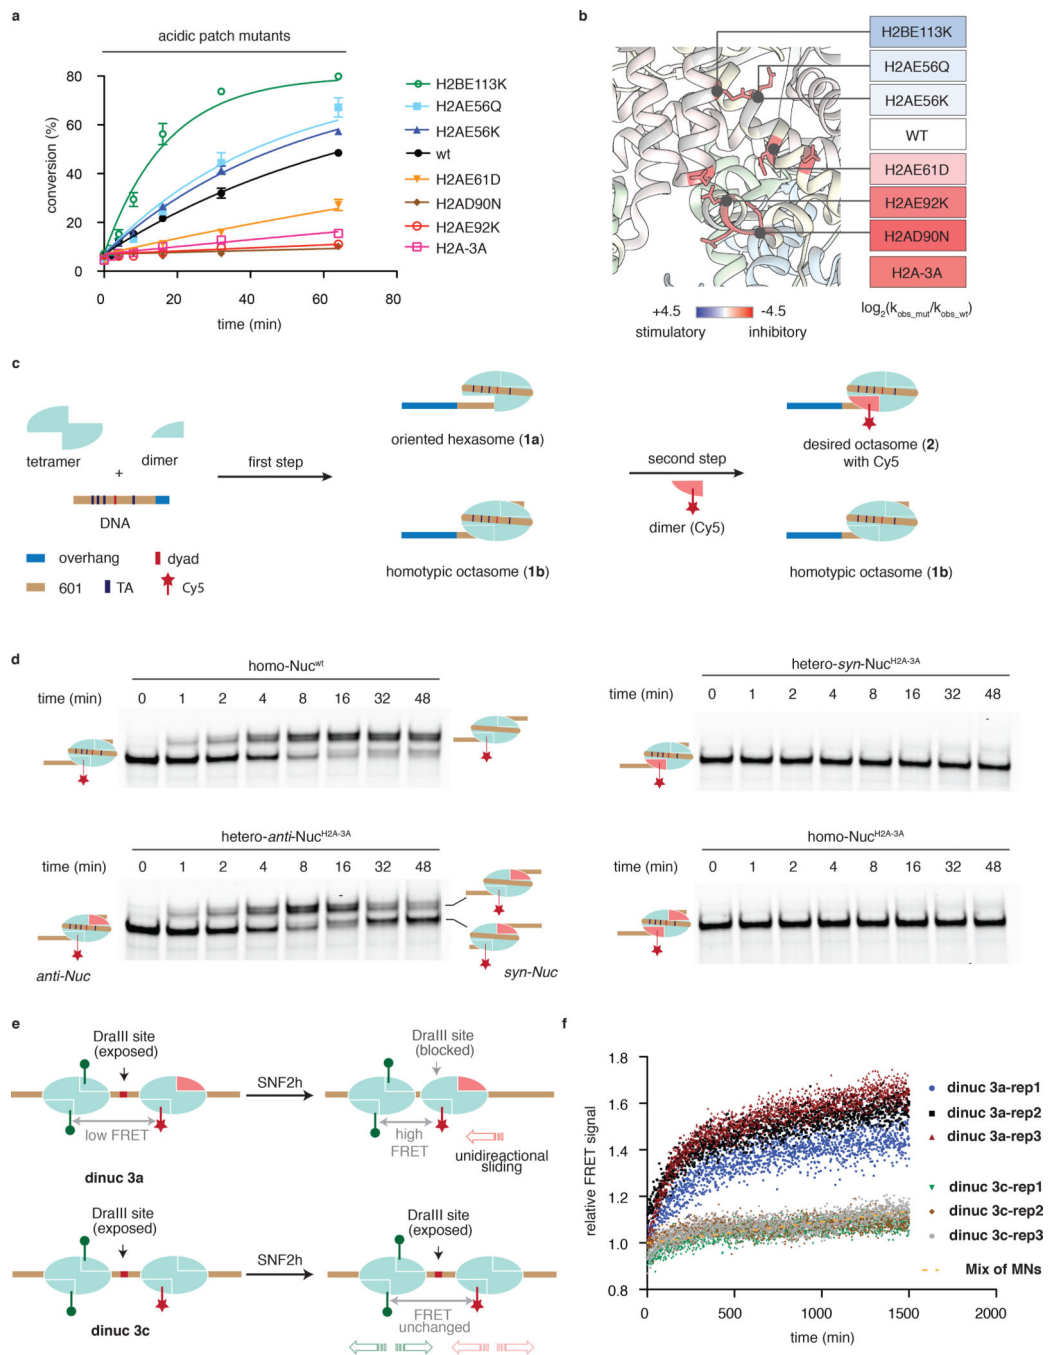 a
acidic patch mutants
80
60
40
20
0
conversion (%)
0 20 40 60 80
time (min)
H2BE113K
H2AE56Q
H2AE56K
wt
H2AE61D
H2AD90N
H2AE92K
H2A-3A
b
H2BE113K
H2AE56Q
H2AE56K
WT
H2AE61D
H2AE92K
H2AD90N
H2A-3A
+4.5 -4.5
stimulatory inhibitory
log2(kobs_mut/kobs_wt)
c
tetramer
+
dimer
DNA
overhang
dyad
601
TA
Cy5
first step
oriented hexasome (1a)
homotypic octasome (1b)
second step
dimer (Cy5)
desired octasome (2)
with Cy5
homotypic octasome (1b)
d
homo-Nucwt
time (min) 0 1 2 4 8 16 32 48
hetero-syn-NucH2A-3A
time (min) 0 1 2 4 8 16 32 48
hetero-anti-NucH2A-3A
time (min) 0 1 2 4 8 16 32 48
anti-Nuc
syn-Nuc
homo-NucH2A-3A
time (min) 0 1 2 4 8 16 32 48
e
DraIII site
(exposed)
low FRET
dinuc 3a
SNF2h
DraIII site
(blocked)
high
FRET
unidireactional
sliding
DraIII site
(exposed)
dinuc 3c
SNF2h
DraIII site
(exposed)
FRET
unchanged
f
1.8
1.6
1.4
1.2
1.0
0.8
relative FRET signal
0 500 1000 1500 2000
time (min)
dinuc 3a-rep1
dinuc 3a-rep2
dinuc 3a-rep3
dinuc 3c-rep1
dinuc 3c-rep2
dinuc 3c-rep3
Mix of MNs